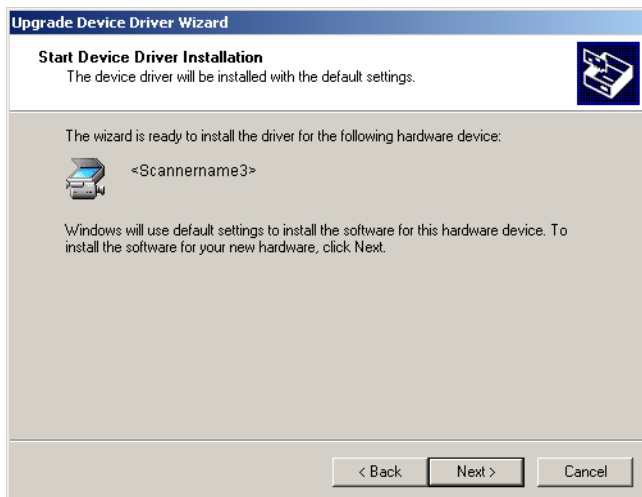 Upgrade Device Driver Wizard
Start Device Driver Installation
The device driver will be installed with the default settings.
The wizard is ready to install the driver for the following hardware device:
<Scannername3>
Windows will use default settings to install the software for this hardware device. To
install the software for your new hardware, click Next.
< Back
Next >
Cancel